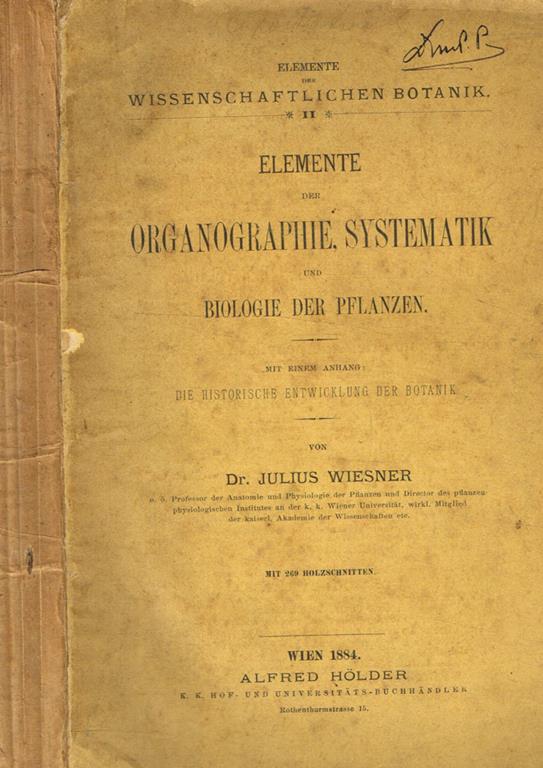 ELEMENTE
DER
WISSENSCHAFTLICHEN BOTANIK.
* II *
ELEMENTE
DER
ORGANOGRAPHIE, SYSTEMATIK
UND
BIOLOGIE DER PFLANZEN.
MIT EINEM ANHANG:
DIE HISTORISCHE ENTWICKLUNG DER BOTANIK
VON
Dr. JULIUS WIESNER
o. ö. Professor der Anatomie und Physiologie der Pflanzen und Director des pflanzen-
physiologischen Institutes an der k. k. Wiener Universität, wirkl. Mitglied
der kaiserl. Akademie der Wissenschaften etc.
MIT 269 HOLZSCHNITTEN.
WIEN 1884.
ALFRED HÖLDER
K. K. HOF- UND UNIVERSITÄTS-BUCHHÄNDLER
Rothenthurmstrasse 15.